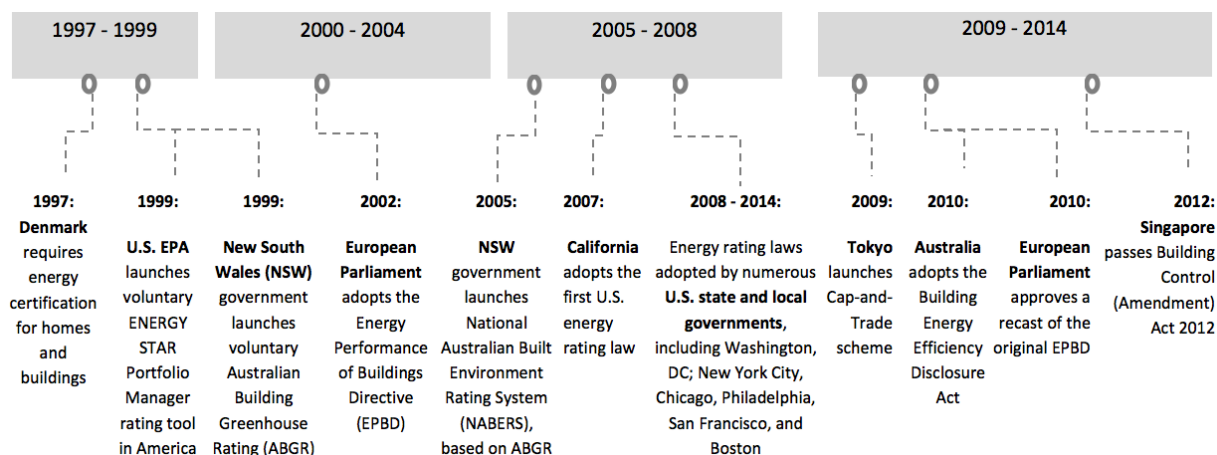 1997 - 1999
2000 - 2004
2005 - 2008
2009 - 2014
1997:
Denmark
requires
energy
certification
for homes
and
buildings
1999:
U.S. EPA
launches
voluntary
ENERGY
STAR
Portfolio
Manager
rating tool
in America
1999:
New South
Wales (NSW)
government
launches
voluntary
Australian
Building
Greenhouse
Rating (ABGR)
2002:
European
Parliament
adopts the
Energy
Performance
of Buildings
Directive
(EPBD)
2005:
NSW
government
launches
National
Australian Built
Environment
Rating System
(NABERS),
based on ABGR
2007:
California
adopts the
first U.S.
energy
rating law
2008 - 2014:
Energy rating laws
adopted by numerous
U.S. state and local
governments,
including Washington,
DC; New York City,
Chicago, Philadelphia,
San Francisco, and
Boston
2009:
Tokyo
launches
Cap-and-
Trade
scheme
2010:
Australia
adopts the
Building
Energy
Efficiency
Disclosure
Act
2010:
European
Parliament
approves a
recast of the
original EPBD
2012:
Singapore
passes Building
Control
(Amendment)
Act 2012